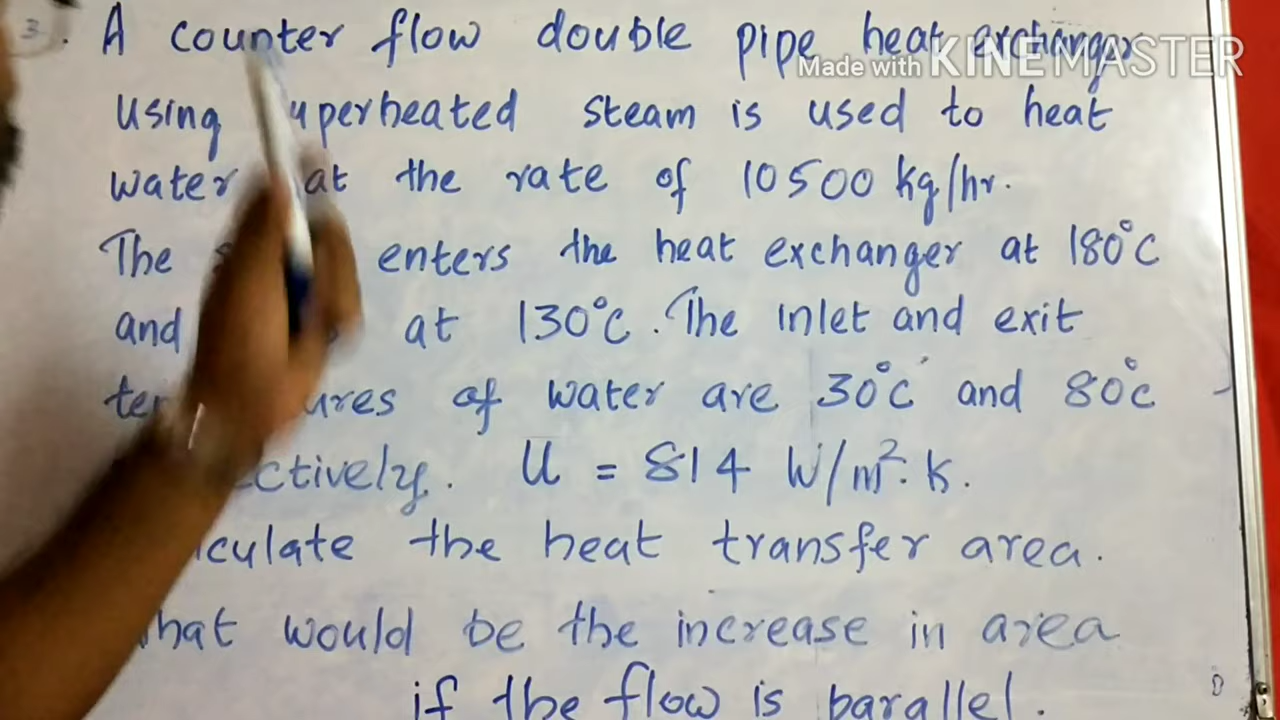 3. A counter flow double pipe heat exchanger
Made with KINEMASTER
using uperheated steam is used to heat
water at the rate of 10500 kg/hr.
The enters the heat exchanger at 180°C
and at 130°C. The inlet and exit
of water are 30°C and 80°C
ctively. U = 814 W/m².K.
culate the heat transfer area.
hat would be the increase in area
if the flow is parallel.